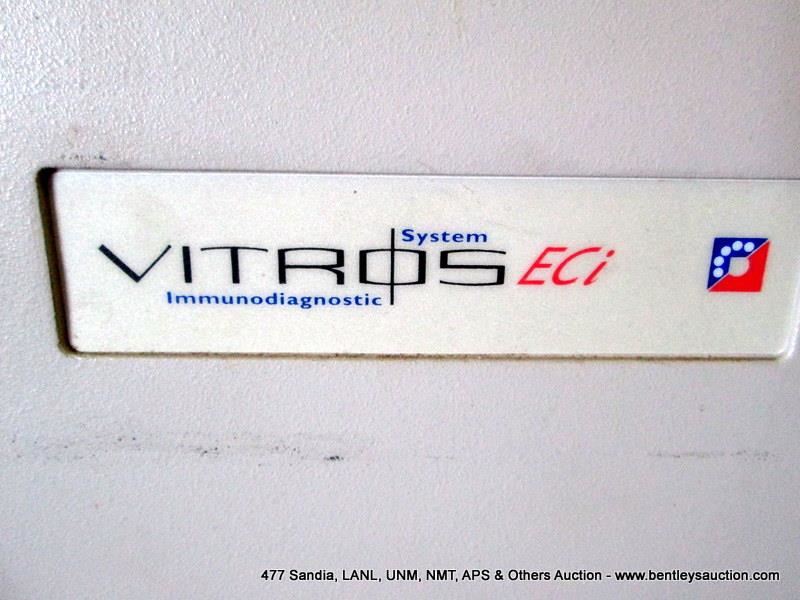 System
VITROS ECi
Immunodiagnostic
477 Sandia, LANL, UNM, NMT, APS & Others Auction - www.bentleysauction.com